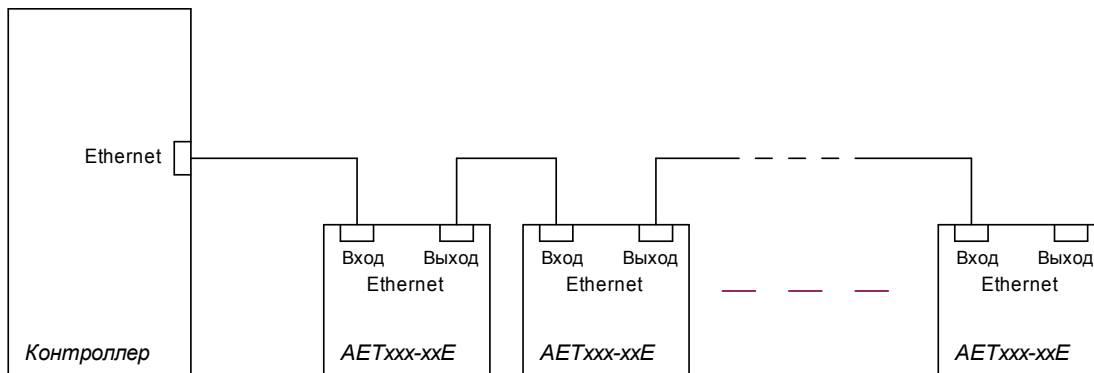 Ethernet
Вход Выход Вход Выход Вход Выход
Ethernet Ethernet Ethernet
Контроллер AETxxx-xxE AETxxx-xxE AETxxx-xxE